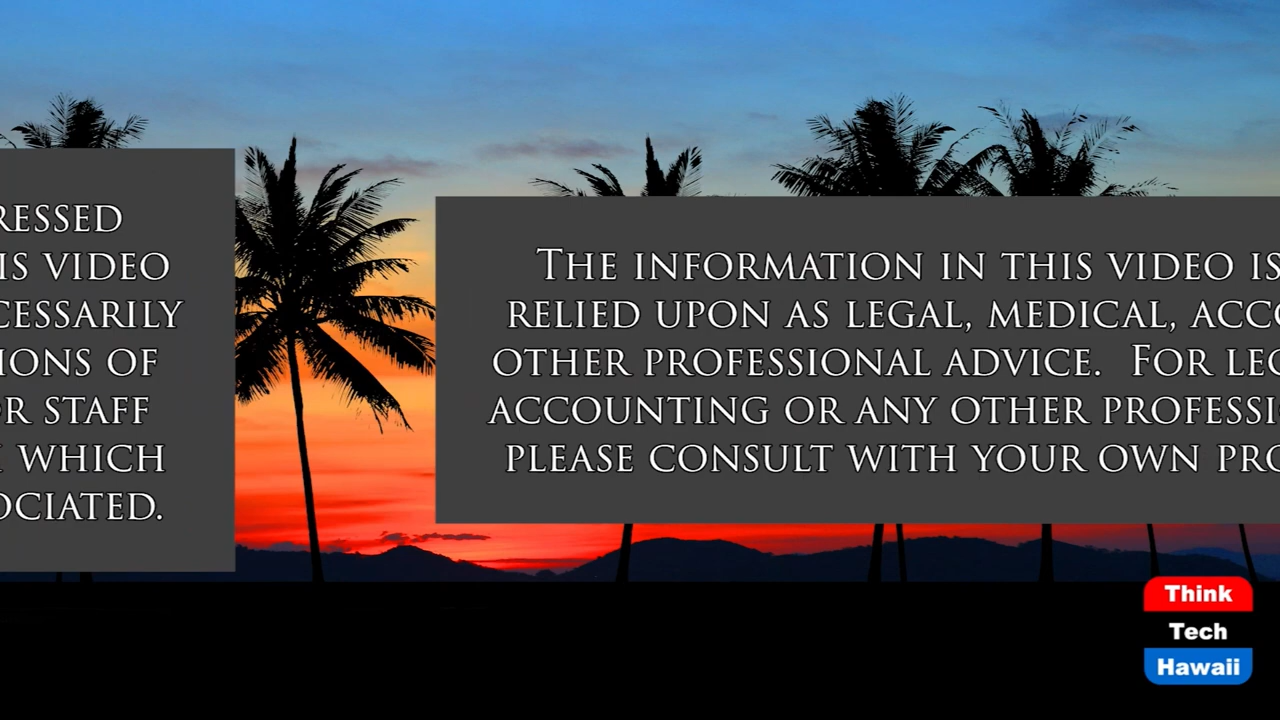 RESSED
IS VIDEO
CESSARILY
IONS OF
OR STAFF
WHICH
OCIATED.
THE INFORMATION IN THIS VIDEO IS
RELIED UPON AS LEGAL, MEDICAL, ACCO
OTHER PROFESSIONAL ADVICE. FOR LEG
ACCOUNTING OR ANY OTHER PROFESSI
PLEASE CONSULT WITH YOUR OWN PRO
Think
Tech
Hawaii